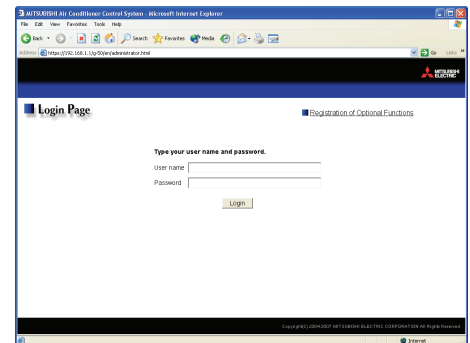 MITSUBISHI Air Conditioner Control System - Microsoft Internet Explorer
File Edit View Favorites Tools Help
Back Search Favorites Media
Address https://192.168.1.1/g-50/en/administrator.html Go Links »
MITSUBISHI
ELECTRIC
Login Page
Registration of Optional Functions
Type your user name and password.
User name
Password
Login
Copyright(C) 2004-2007 MITSUBISHI ELECTRIC CORPORATION All Rights Reserved
Internet